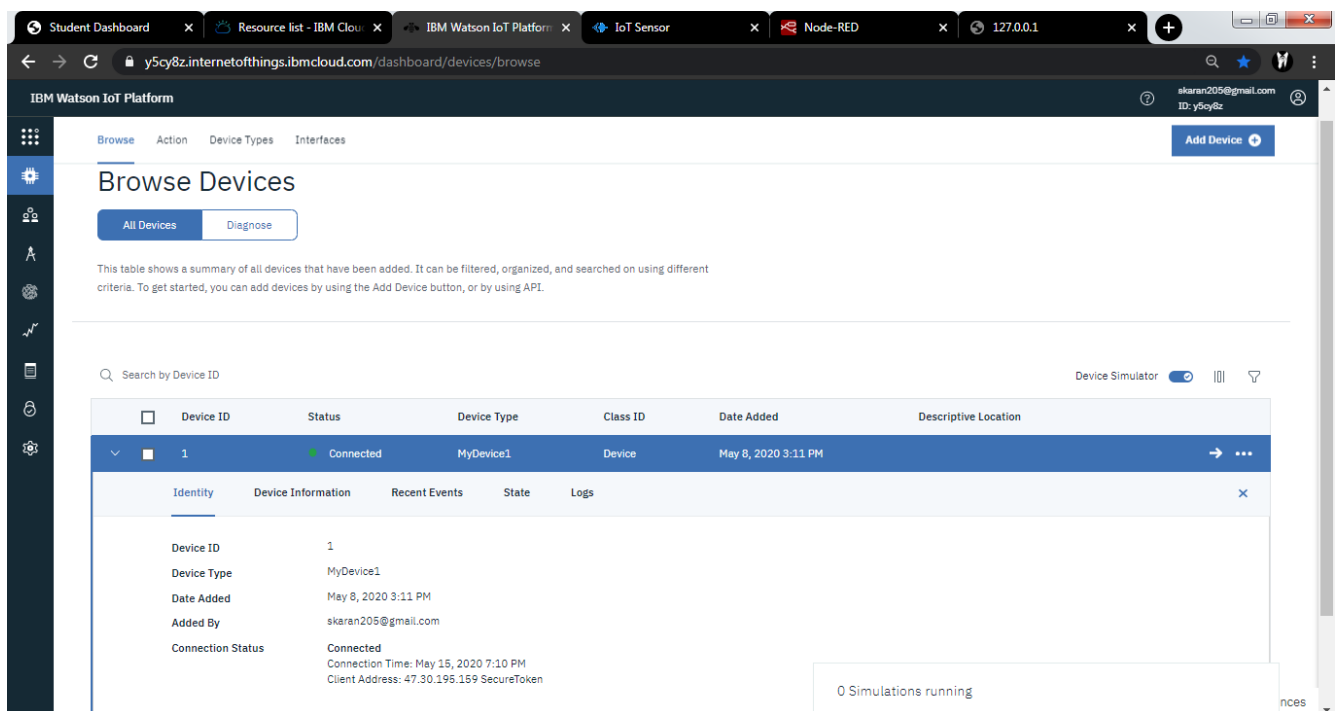 Student Dashboard
Resource list - IBM Clou
IBM Watson IoT Platform
IoT Sensor
Node-RED
127.0.0.1
y5cy8z.internetofthings.ibmcloud.com/dashboard/devices/browse
IBM Watson IoT Platform
skaran205@gmail.com
ID: y5cy8z
Browse Action Device Types Interfaces
Add Device
Browse Devices
All Devices Diagnose
This table shows a summary of all devices that have been added. It can be filtered, organized, and searched on using different
criteria. To get started, you can add devices by using the Add Device button, or by using API.
Search by Device ID
Device Simulator
Device ID Status Device Type Class ID Date Added Descriptive Location
1 Connected MyDevice1 Device May 8, 2020 3:11 PM
Identity Device Information Recent Events State Logs
Device ID 1
Device Type MyDevice1
Date Added May 8, 2020 3:11 PM
Added By skaran205@gmail.com
Connection Status Connected
Connection Time: May 15, 2020 7:10 PM
Client Address: 47.30.195.159 SecureToken
0 Simulations running
nces